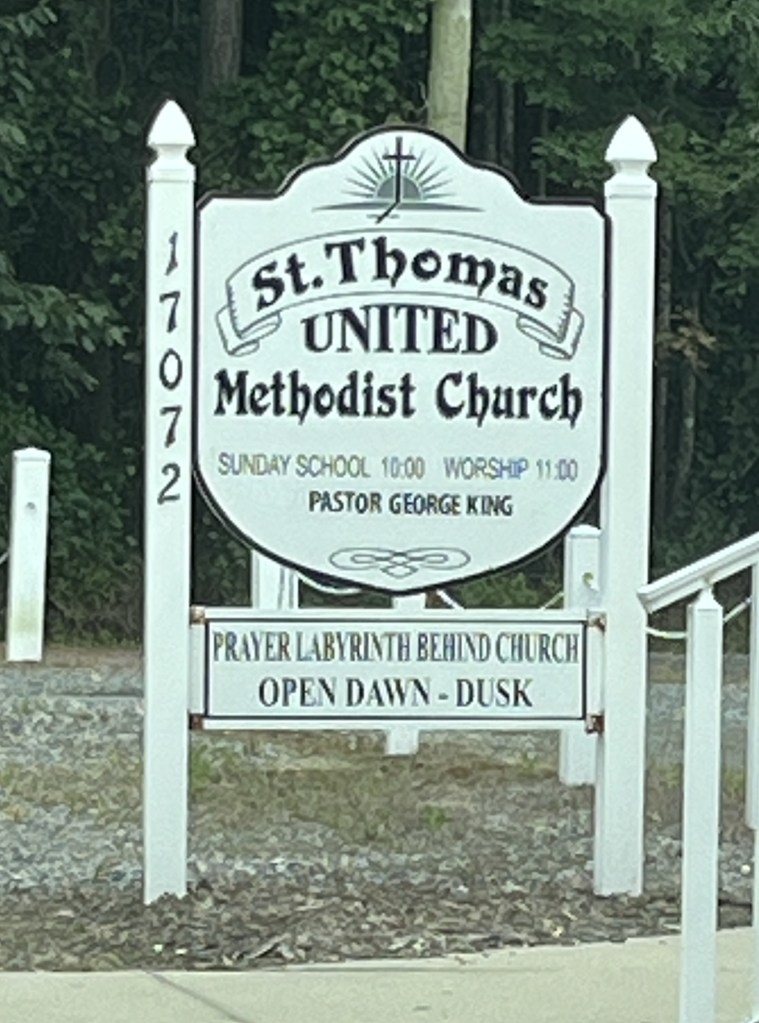 17072
St. Thomas
UNITED
Methodist Church
SUNDAY SCHOOL 10:00 WORSHIP 11:00
PASTOR GEORGE KING
PRAYER LABYRINTH BEHIND CHURCH
OPEN DAWN - DUSK